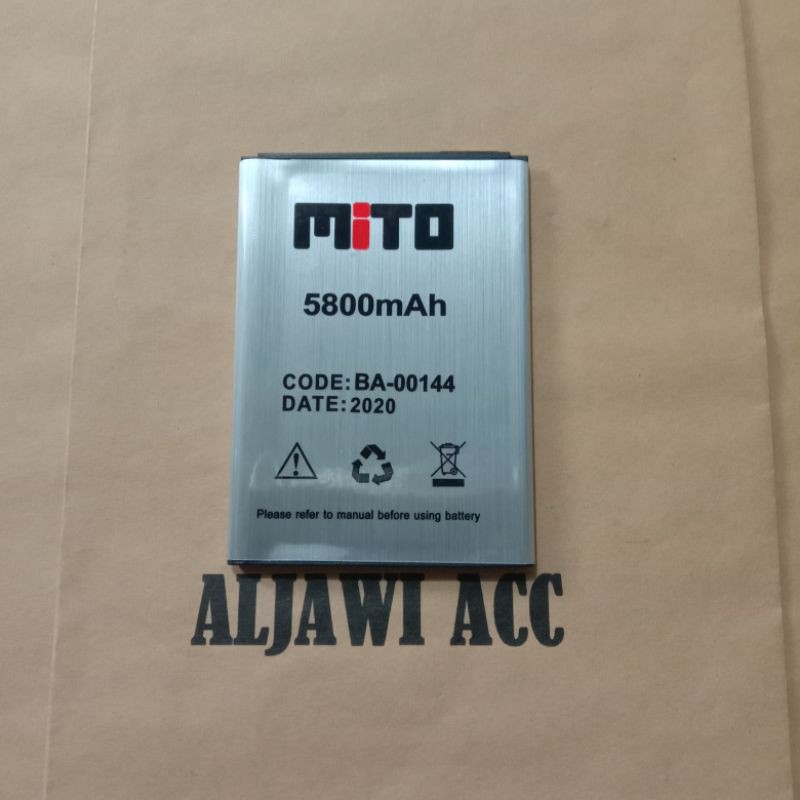 MiTO
5800mAh
CODE: BA-00144
DATE: 2020
Please refer to manual before using battery
ALJAWI ACC